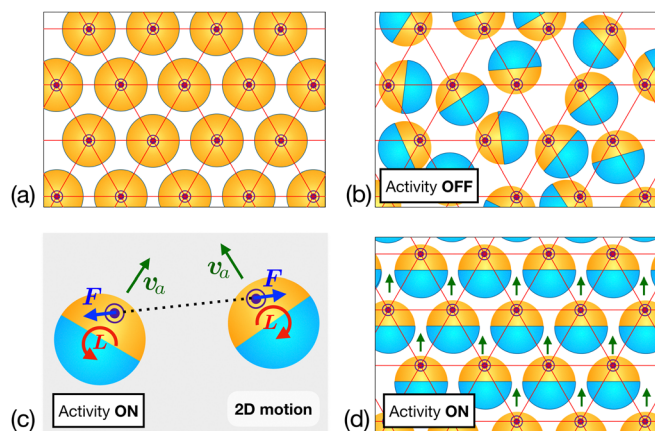 (a)
(b)
Activity OFF
F
v_a
L
v_a
F
L
(c)
Activity ON
2D motion
(d)
Activity ON